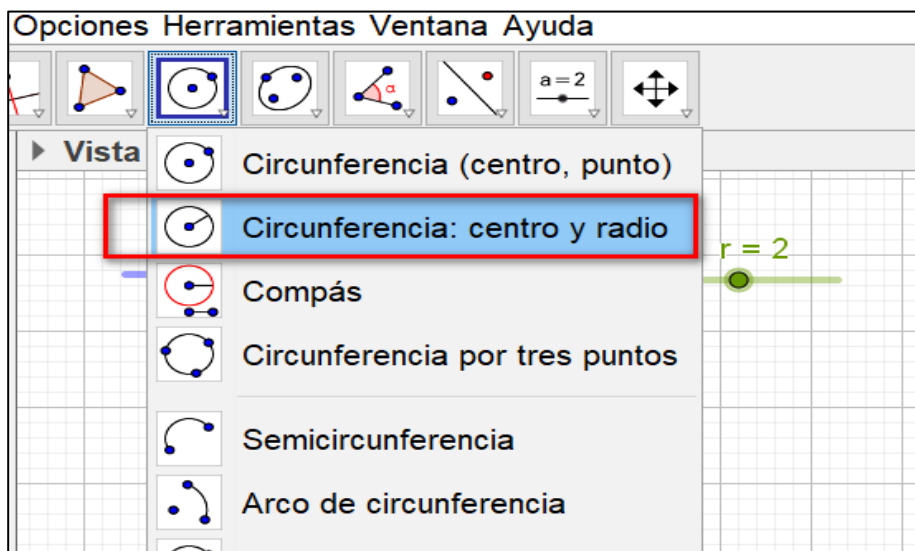 Opciones Herramientas Ventana Ayuda
α
a = 2
Vista
Circunferencia (centro, punto)
Circunferencia: centro y radio
r = 2
Compás
Circunferencia por tres puntos
Semicircunferencia
Arco de circunferencia